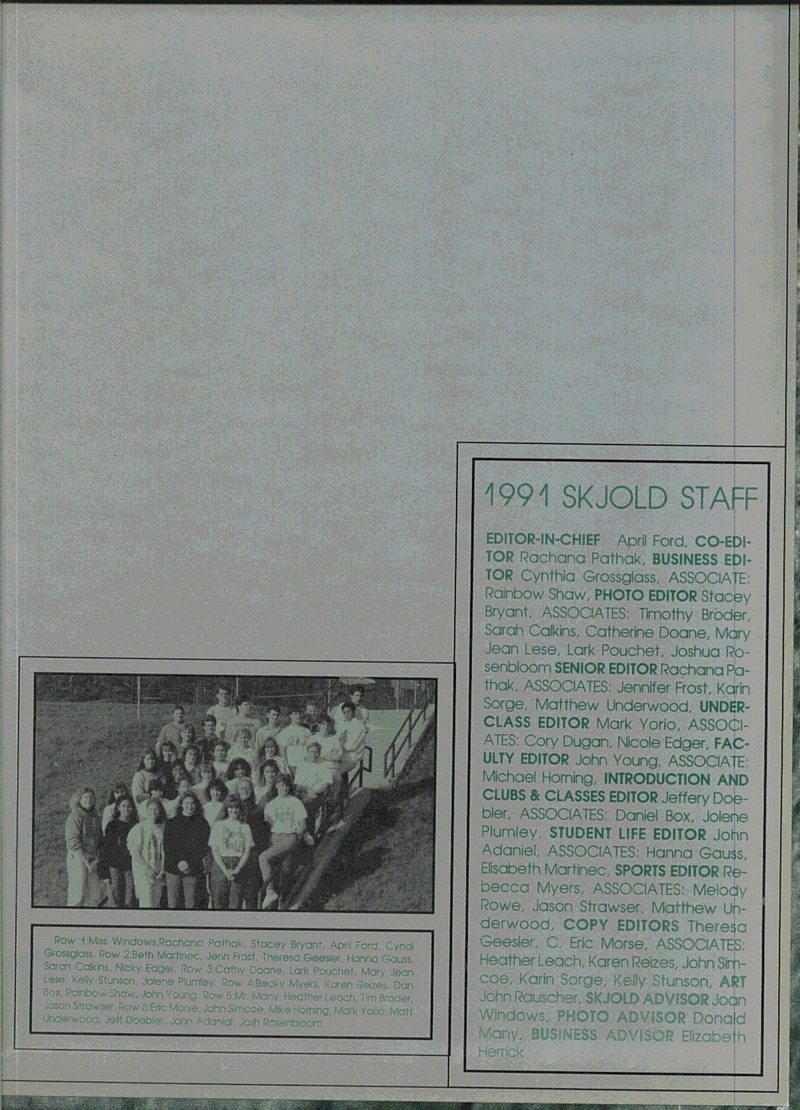 1991 SKJOLD STAFF
EDITOR-IN-CHIEF April Ford, CO-EDI-
TOR Rachana Pathak, BUSINESS EDI-
TOR Cynthia Grossglass, ASSOCIATE:
Rainbow Shaw, PHOTO EDITOR Stacey
Bryant, ASSOCIATES: Timothy Broder,
Sarah Calkins, Catherine Doane, Mary
Jean Lese, Lark Pouchet, Joshua Ro-
senbloom SENIOR EDITOR Rachana Pa-
thak, ASSOCIATES: Jennifer Frost, Karin
Sorge, Matthew Underwood, UNDER-
CLASS EDITOR Mark Yorio, ASSOCI-
ATES: Cory Dugan, Nicole Edger, FAC-
ULTY EDITOR John Young, ASSOCIATE:
Michael Horning, INTRODUCTION AND
CLUBS & CLASSES EDITOR Jeffery Doe-
bler, ASSOCIATES: Daniel Box, Jolene
Plumley, STUDENT LIFE EDITOR John
Adaniel, ASSOCIATES: Hanna Gauss,
Elisabeth Martinec, SPORTS EDITOR Re-
becca Myers, ASSOCIATES: Melody
Rowe, Jason Strawser, Matthew Un-
derwood, COPY EDITORS Theresa
Geesler, C. Eric Morse, ASSOCIATES:
Heather Leach, Karen Reizes, John Sim-
coe, Karin Sorge, Kelly Stunson, ART
John Rauscher, SKJOLD ADVISOR Joan
Windows, PHOTO ADVISOR Donald
Many, BUSINESS ADVISOR Elizabeth
Herrick
Row 1:Miss Windows,Rachana Pathak, Stacey Bryant, April Ford, Cyndi
Grossglass, Row 2:Beth Martinec, Jenn Frost, Theresa Geesler, Hanna Gauss,
Sarah Calkins, Nicky Edger, Row 3:Cathy Doane, Lark Pouchet, Mary Jean
Lese, Kelly Stunson, Jolene Plumley, Row 4:Becky Myers, Karen Reizes, Dan
Box, Rainbow Shaw, John Young, Row 5:Mr. Many, Heather Leach, Tim Broder,
Jason Strawser, Row 6:Eric Morse, John Simcoe, Mike Horning, Mark Yorio, Matt
Underwood, Jeff Doebler, John Adanial, Josh Rosenbloom